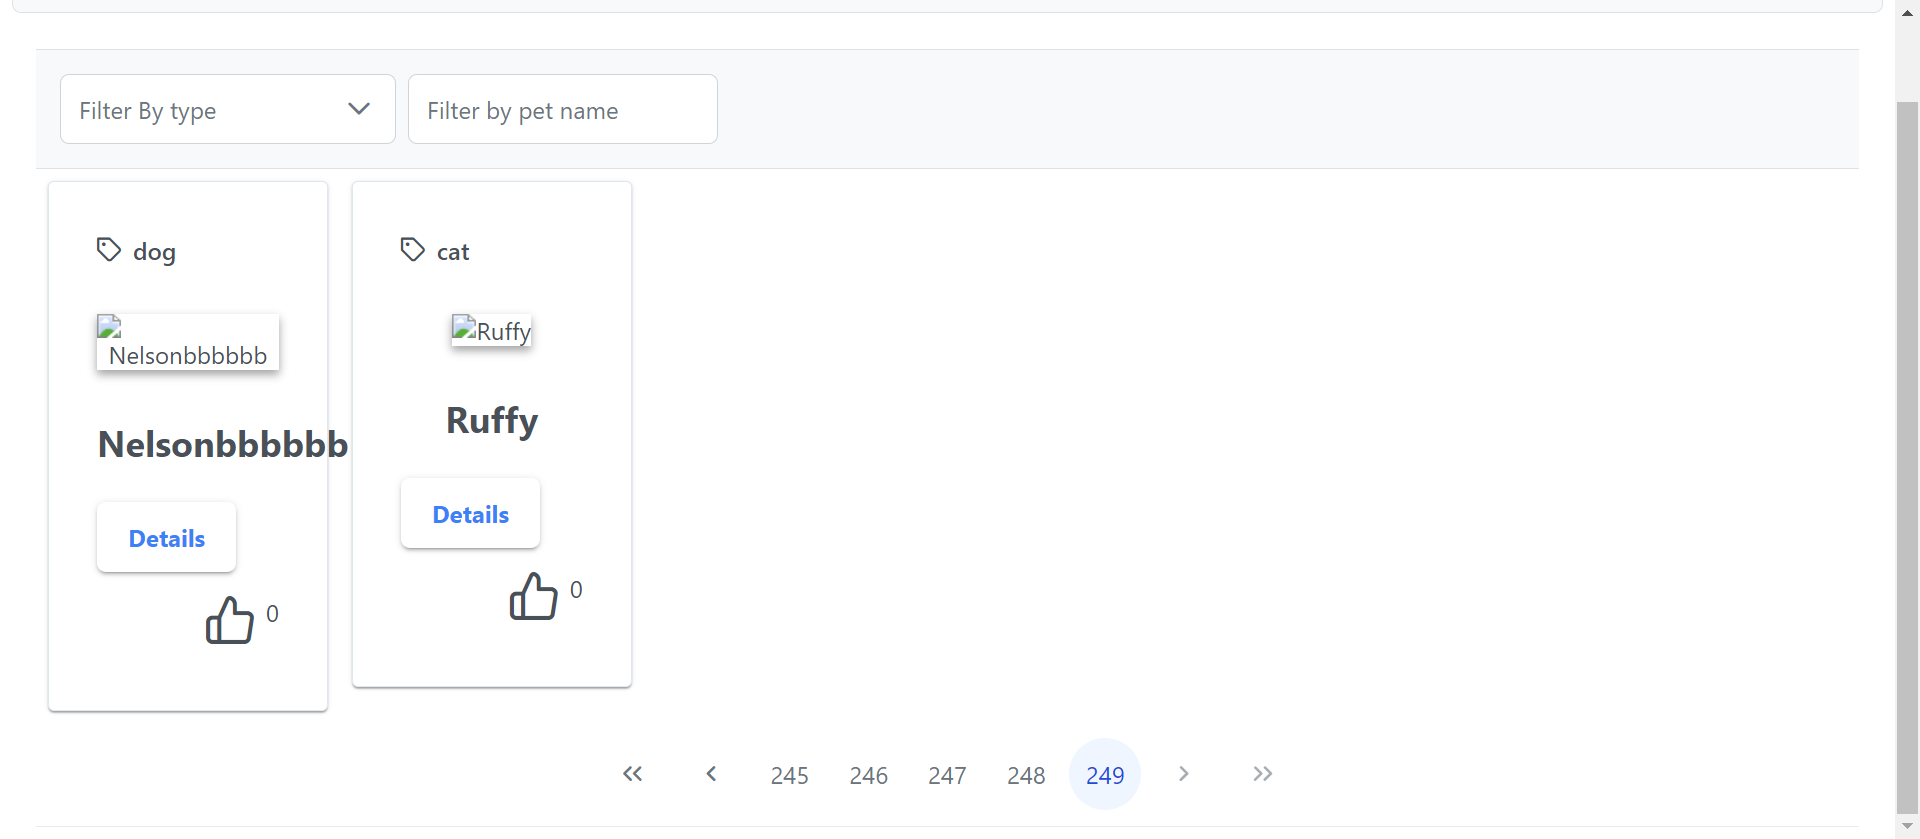 Filter By type
Filter by pet name
dog
Nelsonbbbbbb
Nelsonbbbbbb
Details
0
cat
Ruffy
Ruffy
Details
0
245 246 247 248 249